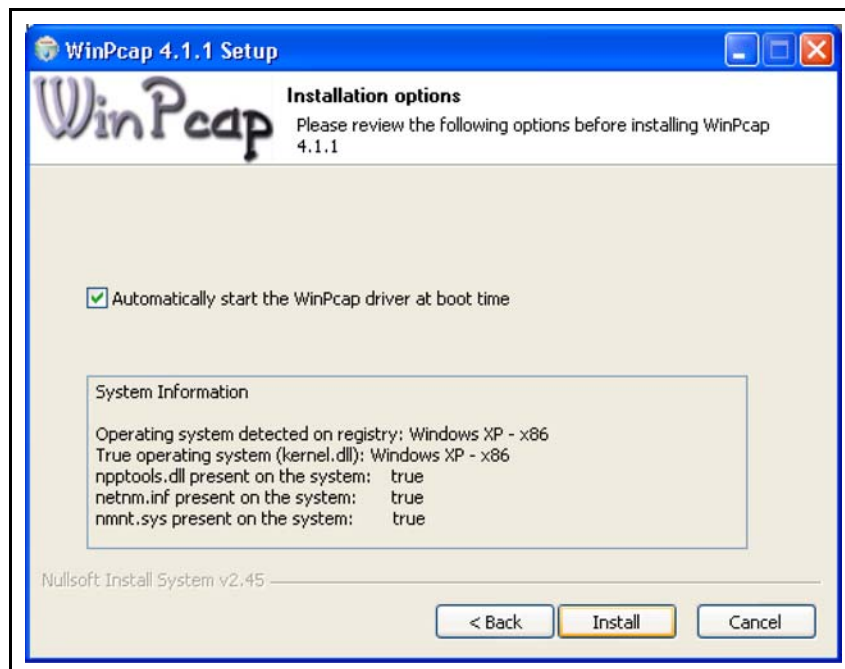 WinPcap 4.1.1 Setup
WinPcap
Installation options
Please review the following options before installing WinPcap
4.1.1
Automatically start the WinPcap driver at boot time
System Information
Operating system detected on registry: Windows XP - x86
True operating system (kernel.dll): Windows XP - x86
npptools.dll present on the system: true
netnm.inf present on the system: true
nmnt.sys present on the system: true
Nullsoft Install System v2.45
< Back Install Cancel